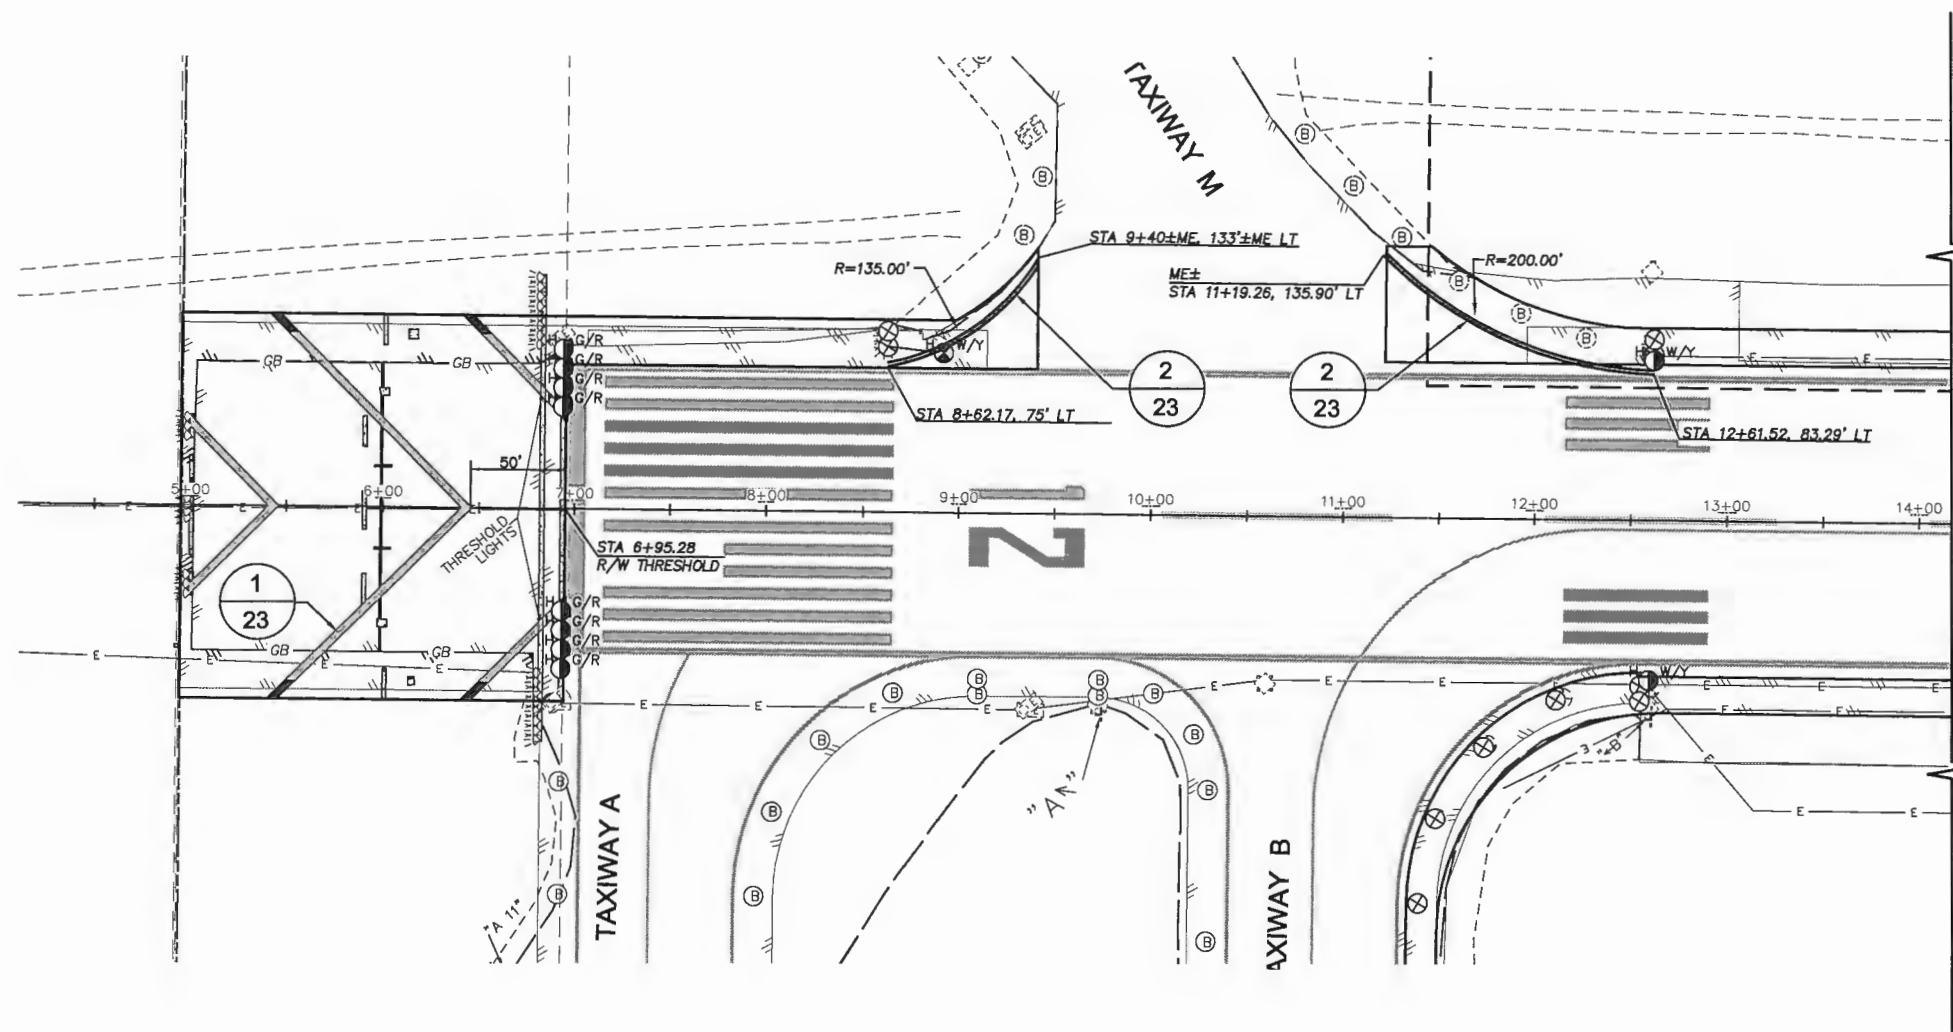 TAXIWAY M
STA 9+40±ME, 133'±ME LT
R=135.00'
ME±
STA 11+19.26, 135.90' LT
R=200.00'
B
B
B
B
B
B
B
B
B
GB
GB
H G/R
H G/R
H G/R
H G/R
W/Y
H W/Y
2
23
2
23
STA 8+62.17, 75' LT
STA 12+61.52, 83.29' LT
50'
5+00
6+00
7+00
8+00
9+00
10+00
11+00
12+00
13+00
14+00
E
E
E
THRESHOLD
LIGHTS
STA 6+95.28
R/W THRESHOLD
1
23
12
GB
GB
H G/R
H G/R
H G/R
H G/R
E
E
E
E
E
E
E
E
E
E
E
E
H W/Y
E
E
E
E
B
B
B
B
B
B
B
B
B
B
B
B
B
B
"A"
"B"
3
E
E
E
E
TAXIWAY A
AXIWAY B
"A 11"